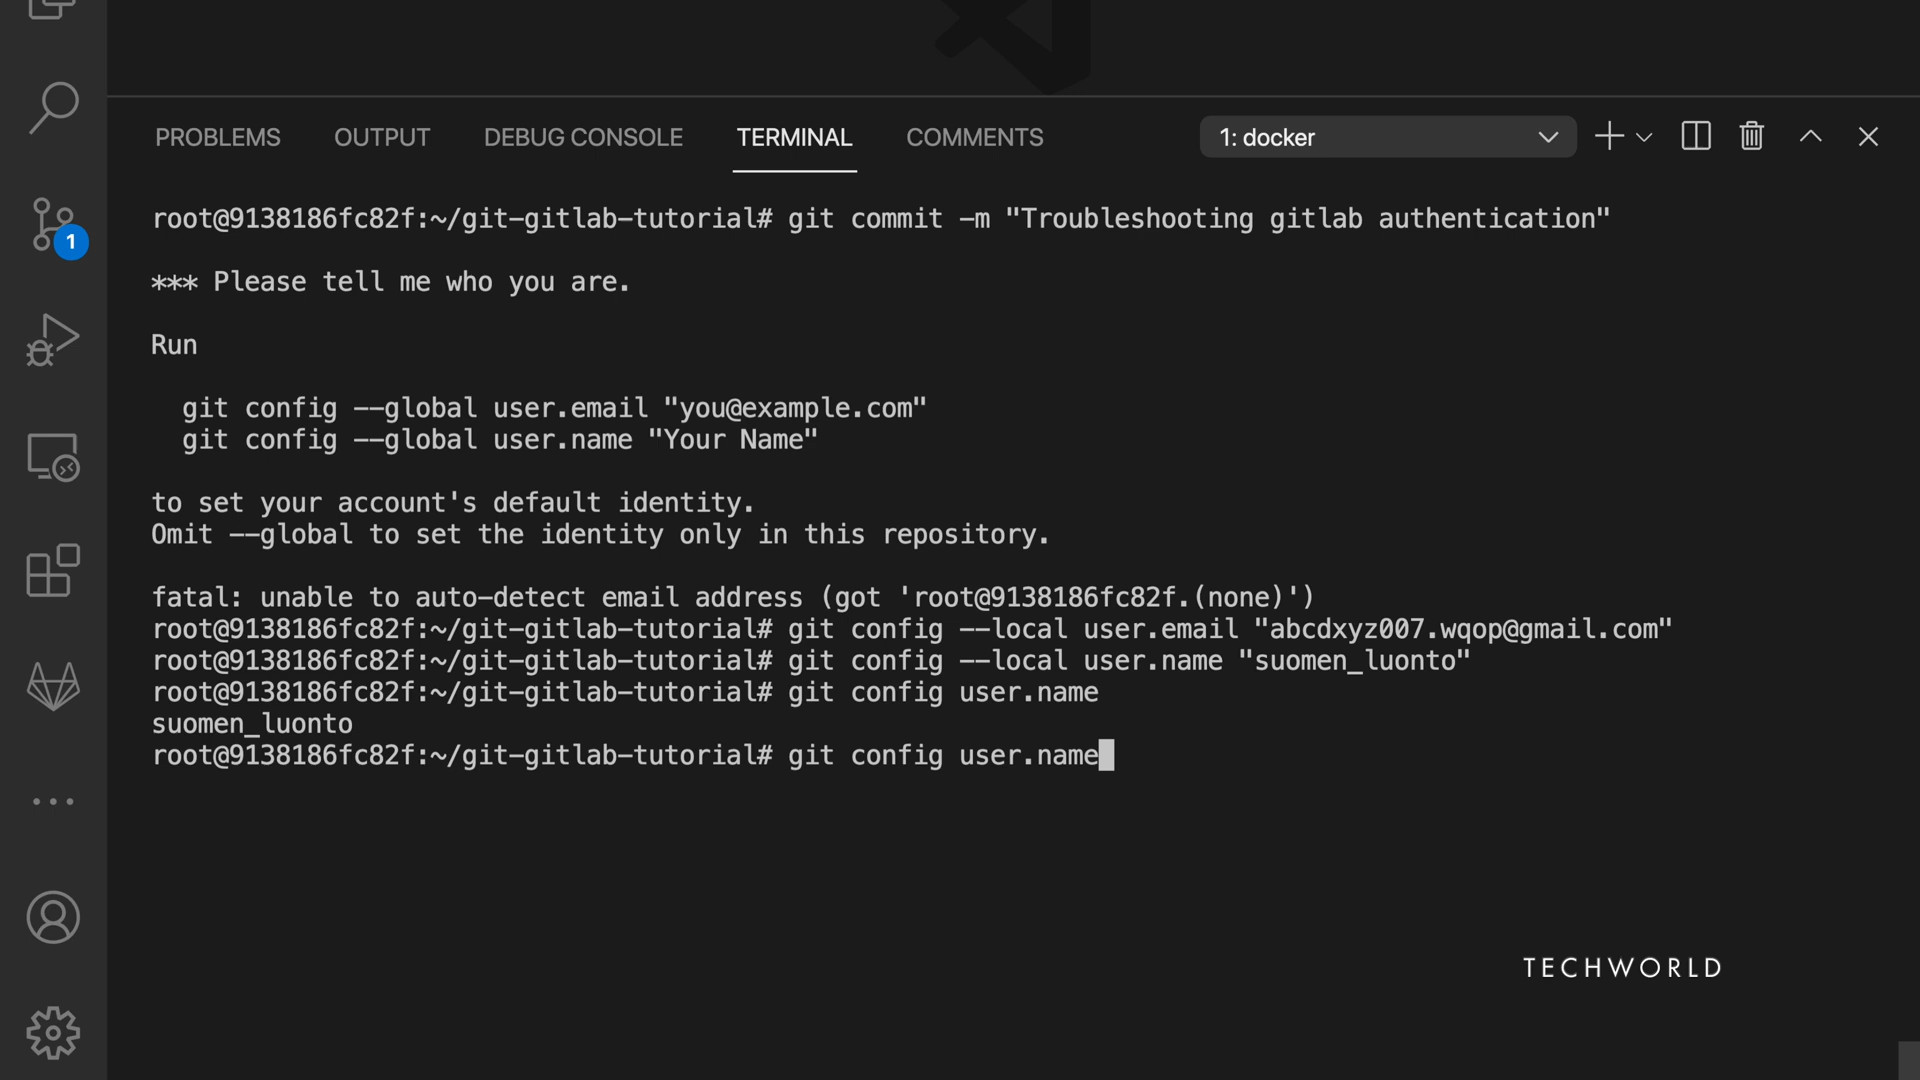 PROBLEMS OUTPUT DEBUG CONSOLE TERMINAL COMMENTS 1: docker
root@9138186fc82f:~/git-gitlab-tutorial# git commit -m "Troubleshooting gitlab authentication"
*** Please tell me who you are.
Run
git config --global user.email "you@example.com"
git config --global user.name "Your Name"
to set your account's default identity.
Omit --global to set the identity only in this repository.
fatal: unable to auto-detect email address (got 'root@9138186fc82f.(none)')
root@9138186fc82f:~/git-gitlab-tutorial# git config --local user.email "abcdxyz007.wqop@gmail.com"
root@9138186fc82f:~/git-gitlab-tutorial# git config --local user.name "suomen_luonto"
root@9138186fc82f:~/git-gitlab-tutorial# git config user.name
suomen_luonto
root@9138186fc82f:~/git-gitlab-tutorial# git config user.name
1
TECHWORLD